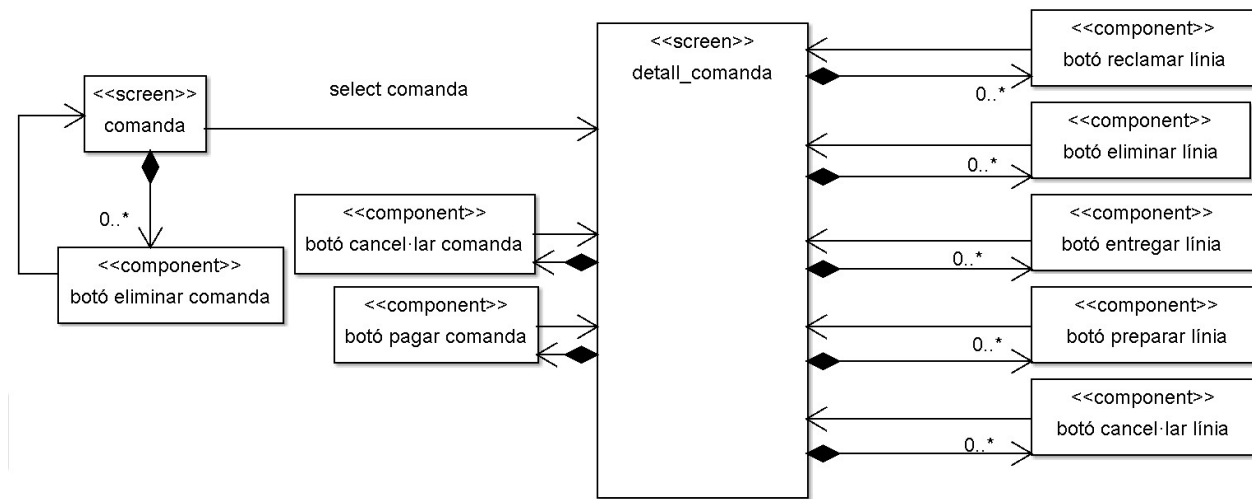 <<screen>>
comanda
0..*
<<component>>
botó eliminar comanda
select comanda
<<component>>
botó cancel·lar comanda
<<component>>
botó pagar comanda
<<screen>>
detall_comanda
<<component>>
botó reclamar línia
0..*
<<component>>
botó eliminar línia
0..*
<<component>>
botó entregar línia
0..*
<<component>>
botó preparar línia
0..*
<<component>>
botó cancel·lar línia
0..*